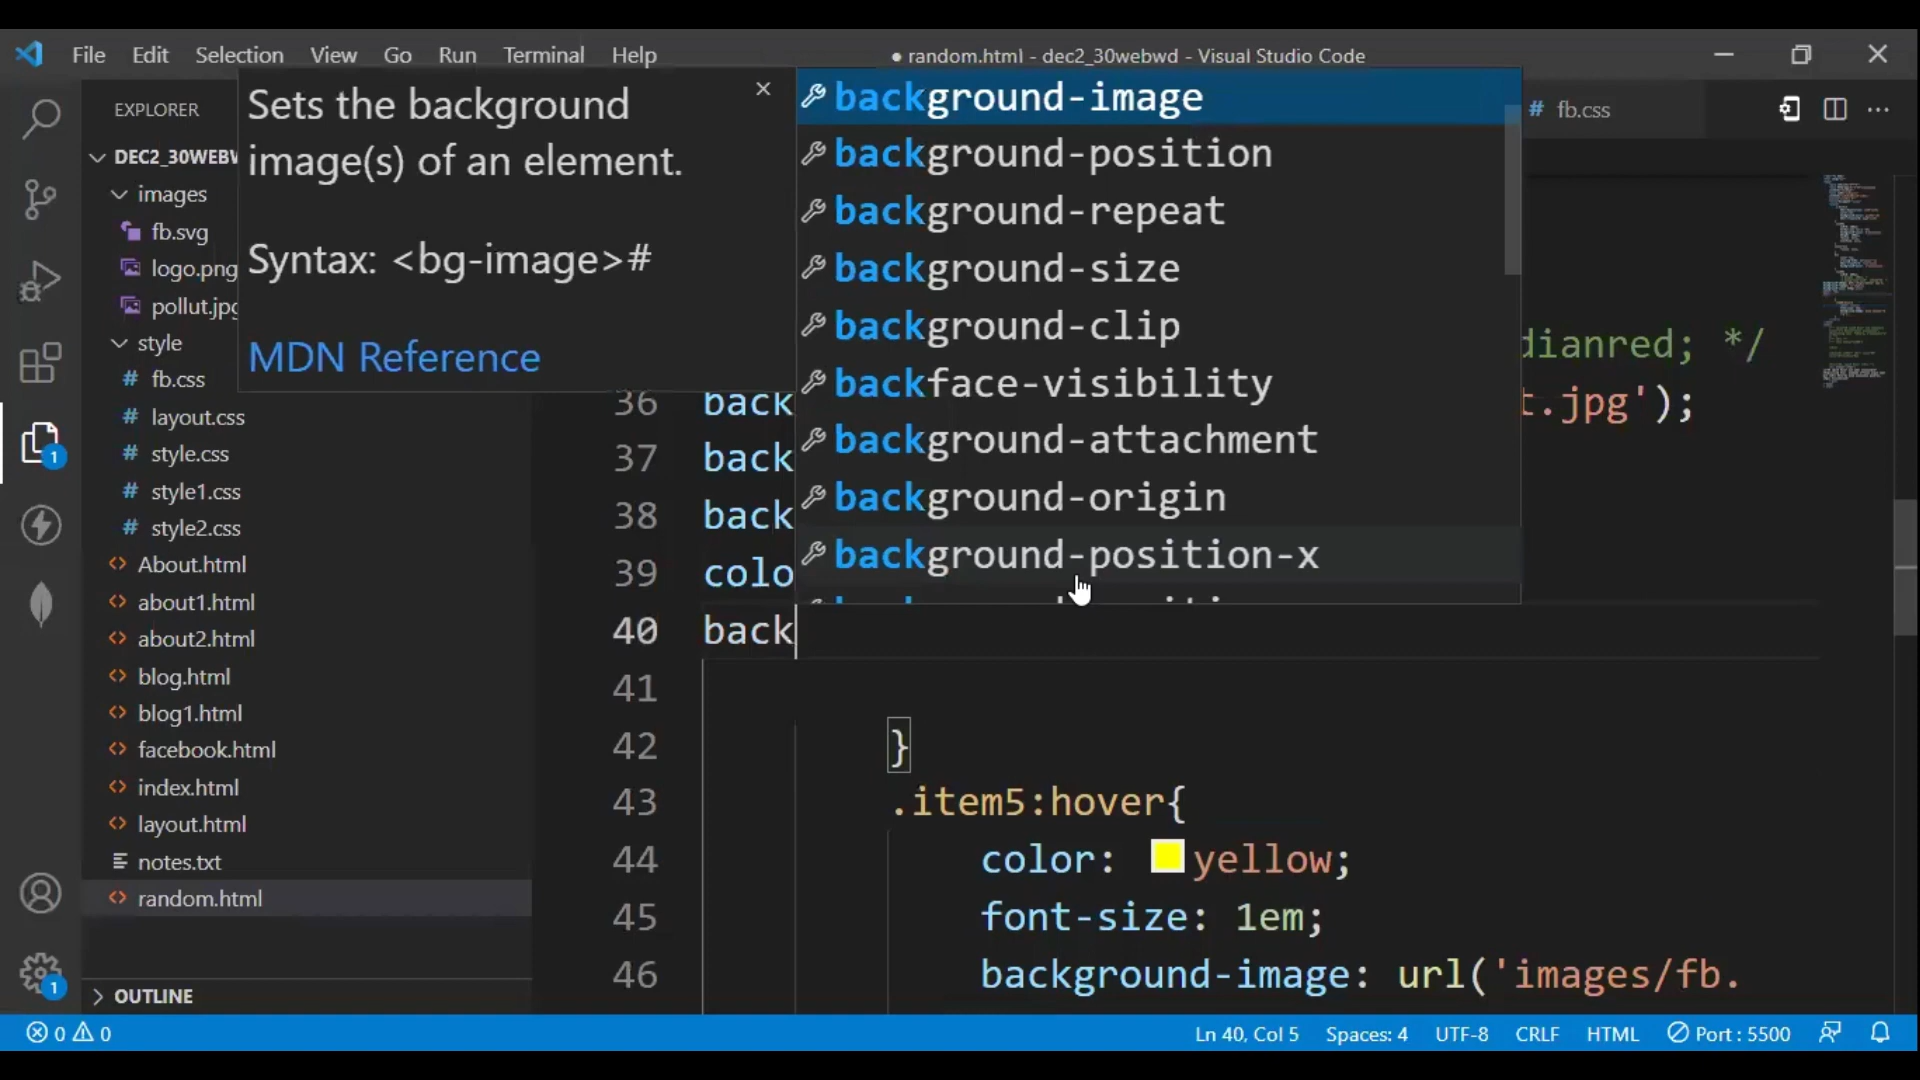 File Edit Selection View Go Run Terminal Help
● random.html - dec2_30webwd - Visual Studio Code
EXPLORER
DEC2_30WEBW
images
fb.svg
logo.png
pollut.jpg
style
# fb.css
# layout.css
# style.css
# style1.css
# style2.css
<> About.html
<> about1.html
<> about2.html
<> blog.html
<> blog1.html
<> facebook.html
<> index.html
<> layout.html
notes.txt
<> random.html
OUTLINE
1
1
Sets the background
image(s) of an element.
Syntax: <bg-image>#
MDN Reference
background-image
background-position
background-repeat
background-size
background-clip
backface-visibility
background-attachment
background-origin
background-position-x
# fb.css
dianred; */
36 back t.jpg');
37 back
38 back
39 colo
40 back
41
42 }
43 .item5:hover{
44 color: yellow;
45 font-size: 1em;
46 background-image: url('images/fb.
0 0
Ln 40, Col 5 Spaces: 4 UTF-8 CRLF HTML Port : 5500